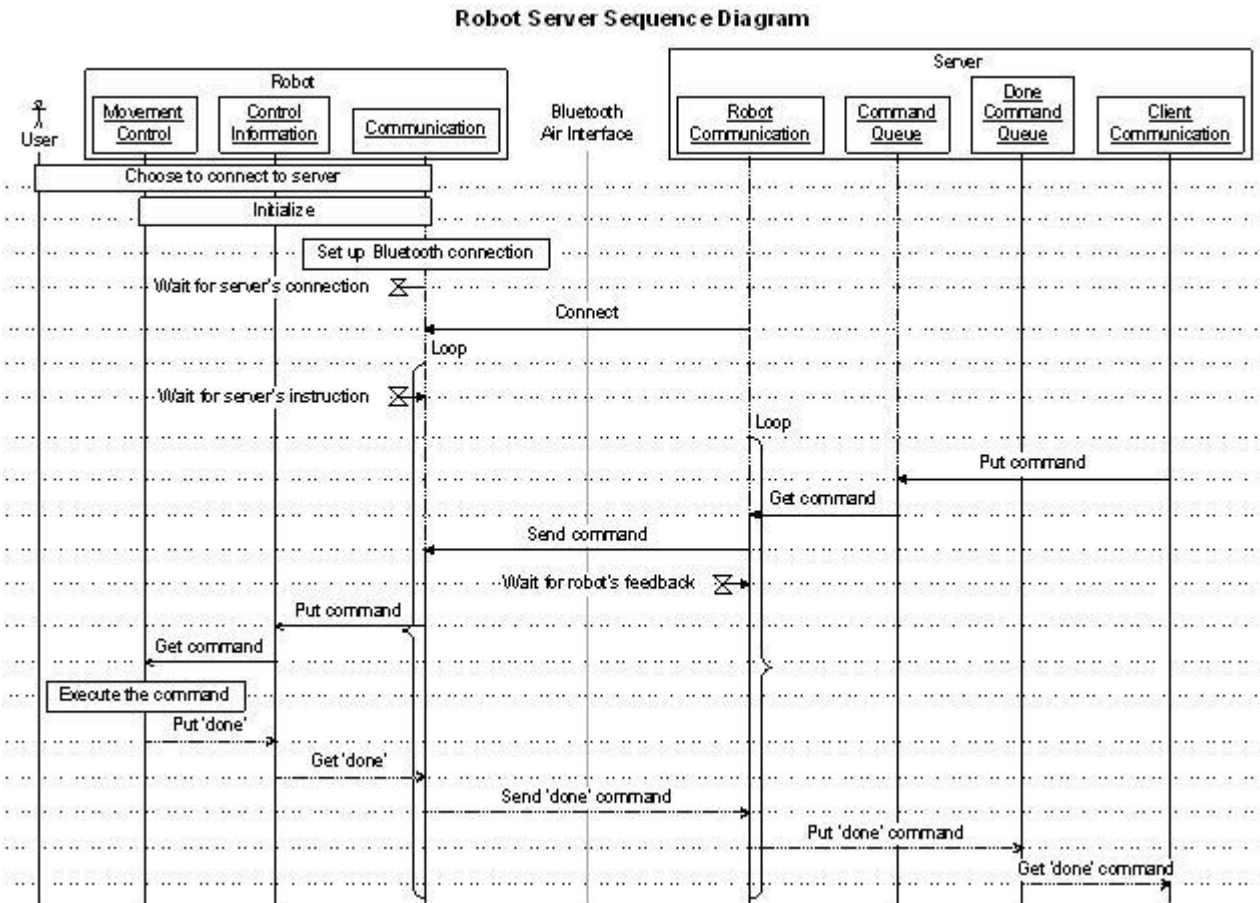 Robot Server Sequence Diagram
Server
Robot
Done
Movement Control Bluetooth Robot Command Command Client
User Control Information Communication Air Interface Communication Queue Queue Communication
Choose to connect to server
Initialize
Set up Bluetooth connection
Wait for server's connection
Connect
Loop
Wait for server's instruction
Loop
Put command
Get command
Send command
Wait for robot's feedback
Put command
Get command
Execute the command
Put 'done'
Get 'done'
Send 'done' command
Put 'done' command
Get 'done' command